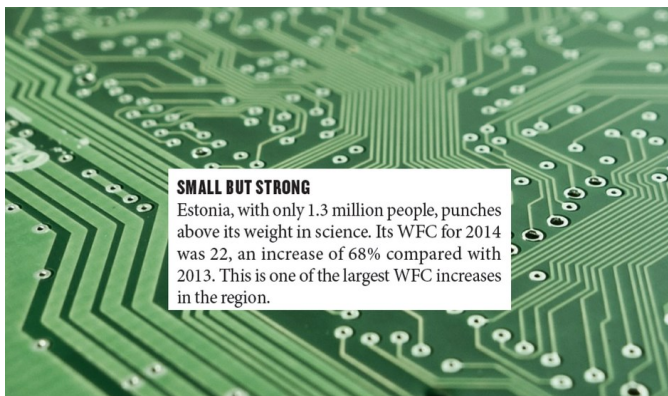 SMALL BUT STRONG
Estonia, with only 1.3 million people, punches
above its weight in science. Its WFC for 2014
was 22, an increase of 68% compared with
2013. This is one of the largest WFC increases
in the region.